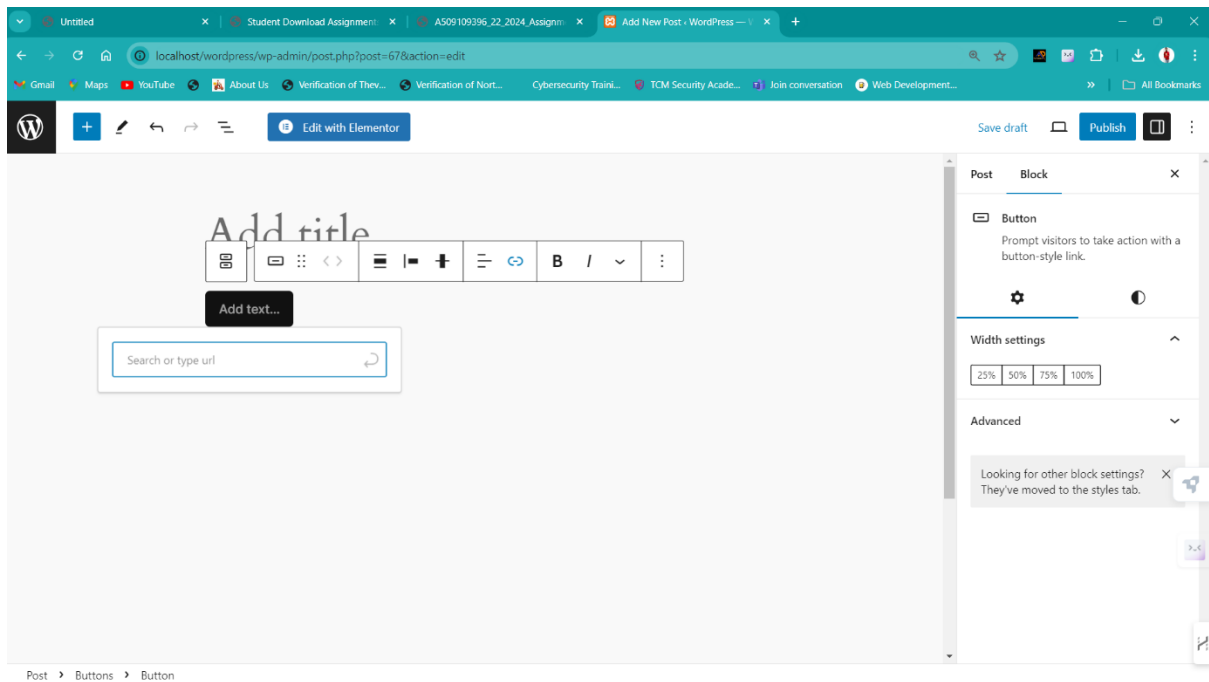 Untitled
Student Download Assignment
AS09109396_22_2024_Assignm
Add New Post ‹ WordPress —
localhost/wordpress/wp-admin/post.php?post=67&action=edit
Gmail
Maps
YouTube
About Us
Verification of Thev...
Verification of Nort...
Cybersecurity Traini...
TCM Security Acade...
Join conversation
Web Development...
»
All Bookmarks
Edit with Elementor
Save draft
Publish
Post
Block
Add title
B
I
Add text...
Search or type url
Button
Prompt visitors to take action with a
button-style link.
Width settings
25%
50%
75%
100%
Advanced
Looking for other block settings?
They've moved to the styles tab.
Post > Buttons > Button